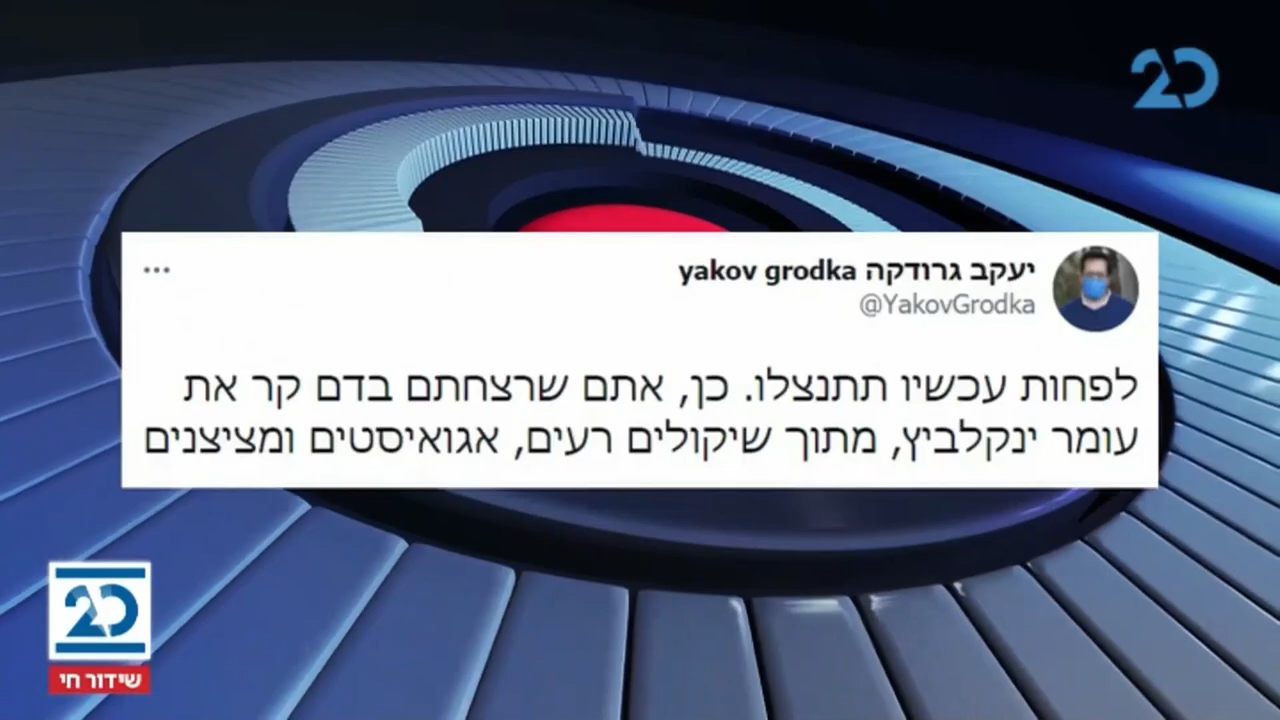 20
יעקב גרודקה yakov grodka
@YakovGrodka
לפחות עכשיו תתנצלו. כן, אתם שרצחתם בדם קר את
עומר ינקלביץ, מתוך שיקולים רעים, אגואיסטים ומציצנים
20
שידור חי